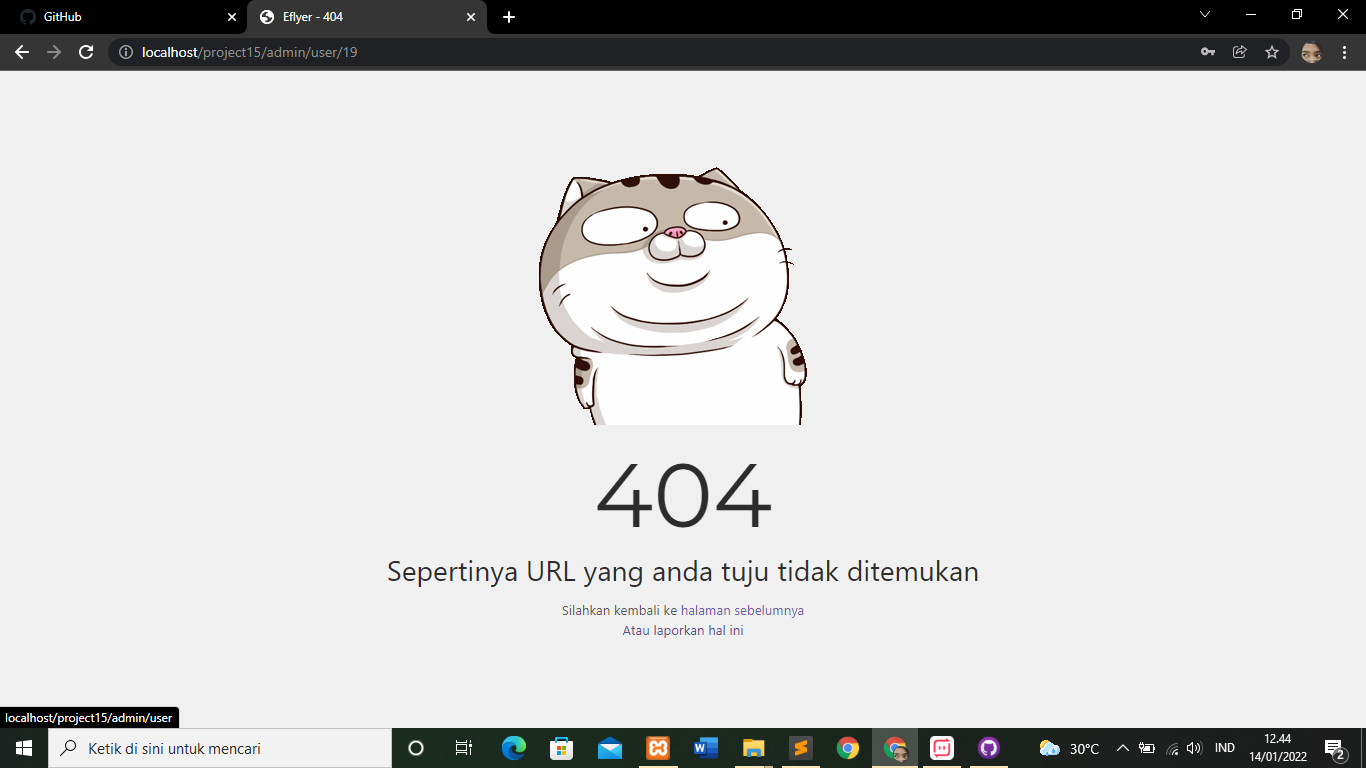 GitHub
Eflyer - 404
localhost/project15/admin/user/19
404
Sepertinya URL yang anda tuju tidak ditemukan
Silahkan kembali ke halaman sebelumnya
Atau laporkan hal ini
localhost/project15/admin/user
Ketik di sini untuk mencari
30°C
IND
12.44
14/01/2022
2